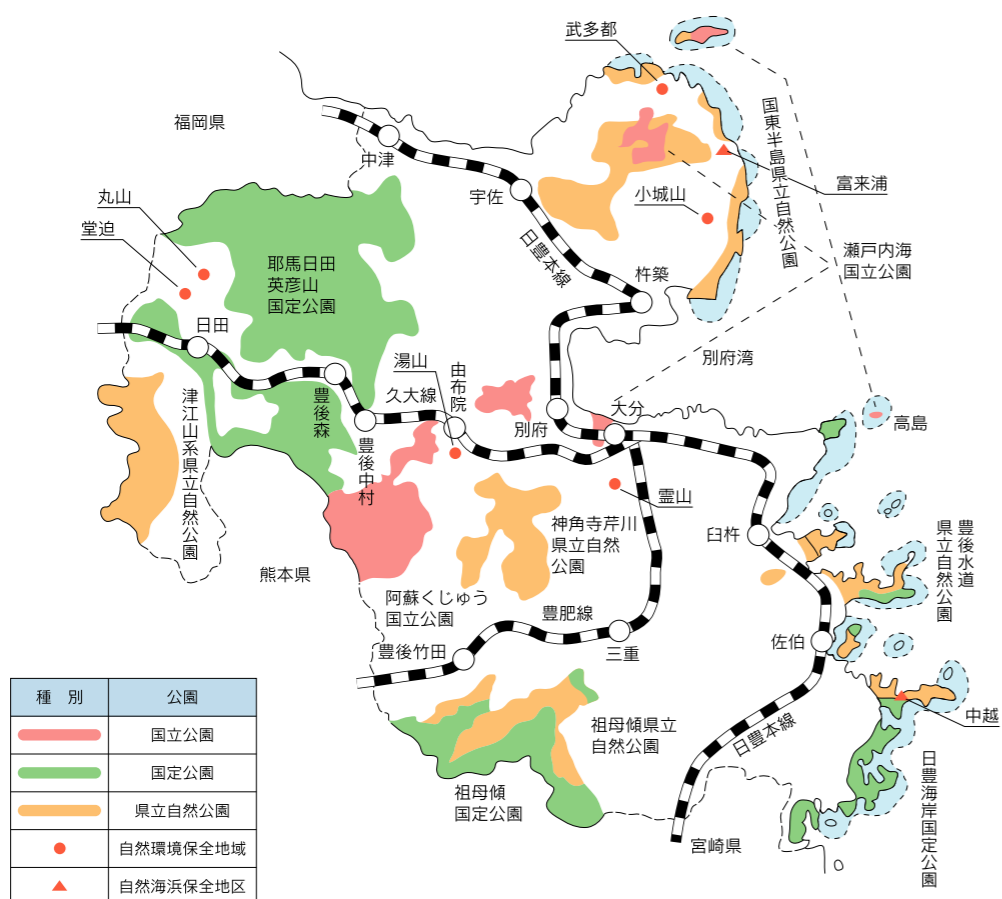 武多都
福岡県
中津
国東半島県立自然公園
富来浦
丸山
宇佐
小城山
堂迫
日豊本線
瀬戸内海
国立公園
耶馬日田
英彦山
国定公園
杵築
日田
湯山
由布院
別府湾
豊後森
久大線
別府
大分
高島
津江山系県立自然公園
豊後中村
霊山
神角寺芹川
県立自然
公園
臼杵
豊後水道
県立自然公園
熊本県
阿蘇くじゅう
国立公園
豊肥線
豊後竹田
三重
佐伯
祖母傾県立
自然公園
日豊本線
中越
祖母傾
国定公園
日豊海岸国定公園
宮崎県
種 別 公園
国立公園
国定公園
県立自然公園
自然環境保全地域
自然海浜保全地区